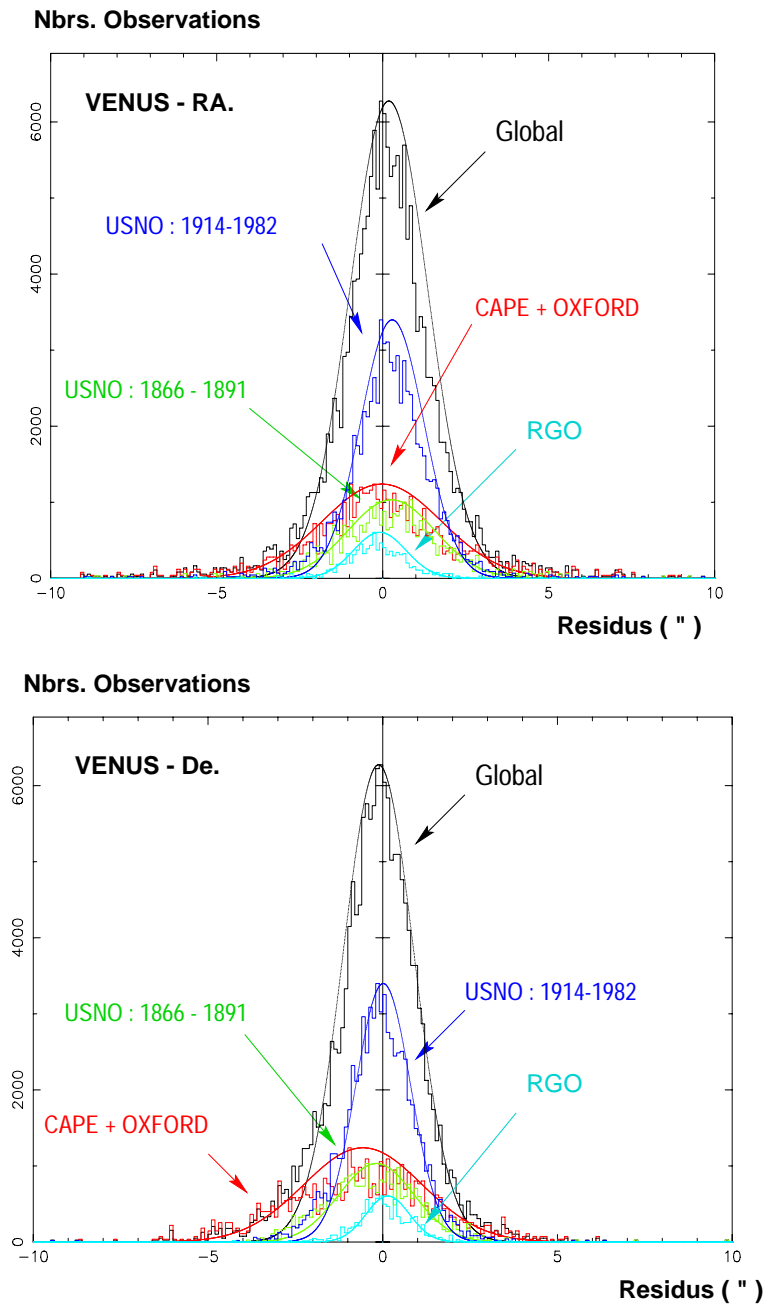 Nbrs. Observations
VENUS - RA.
Global
USNO : 1914-1982
CAPE + OXFORD
USNO : 1866 - 1891
RGO
6000
4000
2000
0
−10
−5
0
5
10
Residus ( " )
Nbrs. Observations
VENUS - De.
Global
USNO : 1914-1982
USNO : 1866 - 1891
RGO
CAPE + OXFORD
6000
4000
2000
0
−10
−5
0
5
10
Residus ( " )